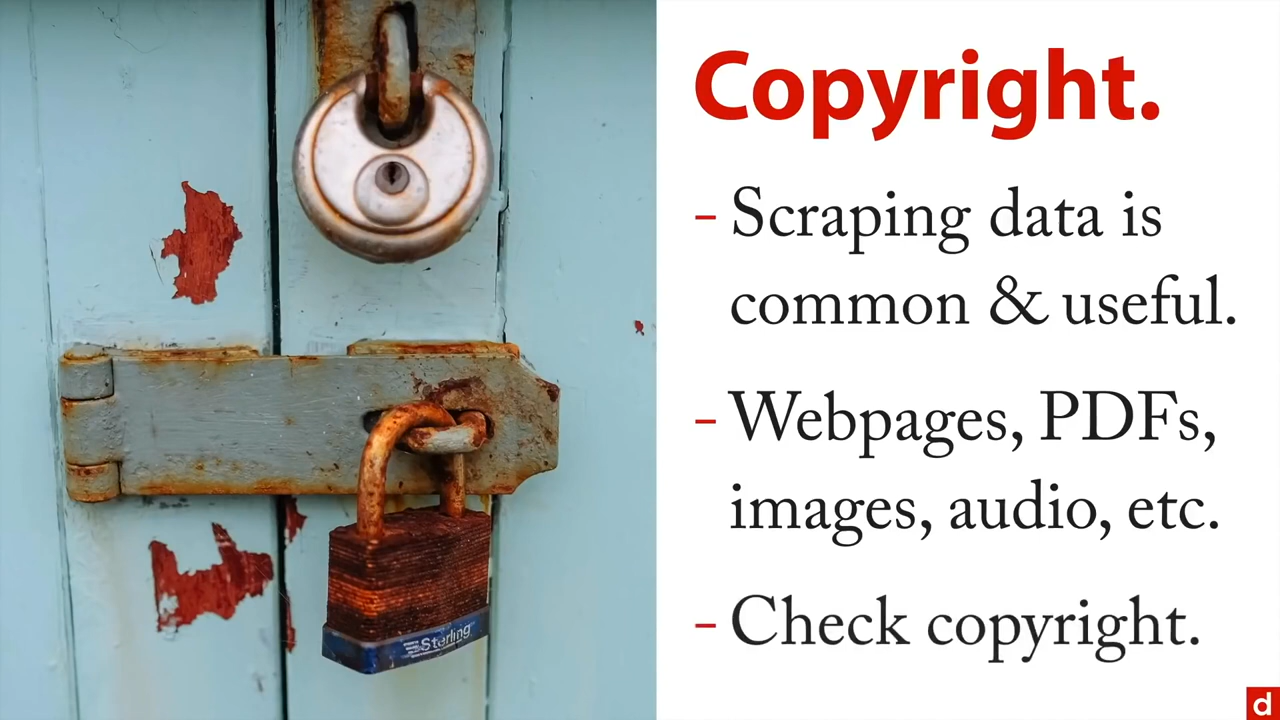 Copyright.
- Scraping data is
common & useful.
- Webpages, PDFs,
images, audio, etc.
- Check copyright.
Sterling
d